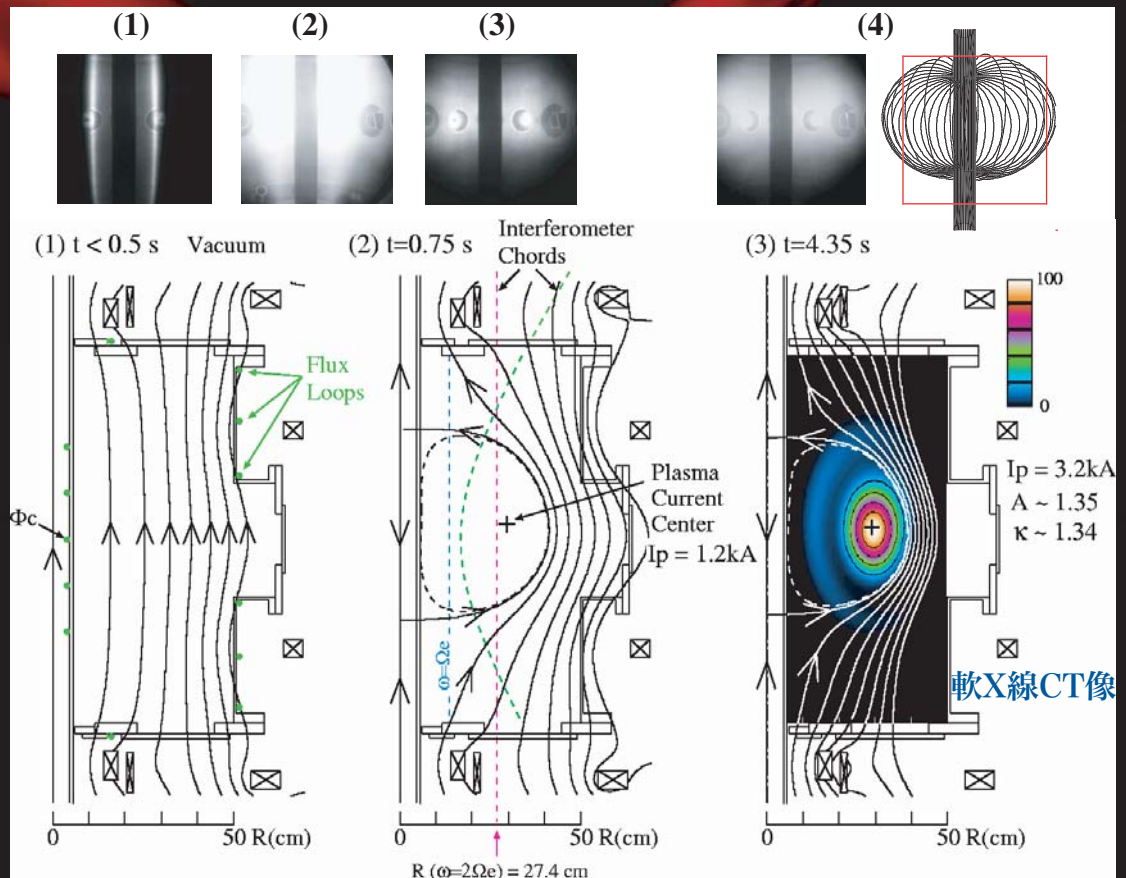 (1)
(2)
(3)
(4)
(1) t < 0.5 s Vacuum
Flux
Loops
Φc
0
50 R(cm)
(2) t=0.75 s
Interferometer
Chords
Plasma
Current
Center
Ip = 1.2kA
ω=Ωe
0
50 R(cm)
R (ω=2Ωe) = 27.4 cm
(3) t=4.35 s
100
0
Ip = 3.2kA
A ~ 1.35
κ ~ 1.34
軟X線CT像
0
50 R(cm)